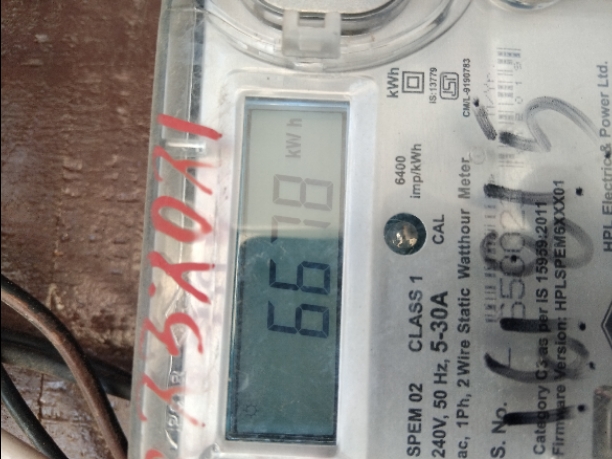 6678 kWh
kWh
IS:13779
CM/L-9190783
6400
imp/kWh
CAL
SPEM 02 CLASS 1
240V, 50 Hz, 5-30A
ac, 1Ph, 2 Wire Static Watthour Meter
S. No.
Category C3 as per IS 15959:2011
Firmware Version: HPLSPEM6XXX01
HPL Electric & Power Ltd.